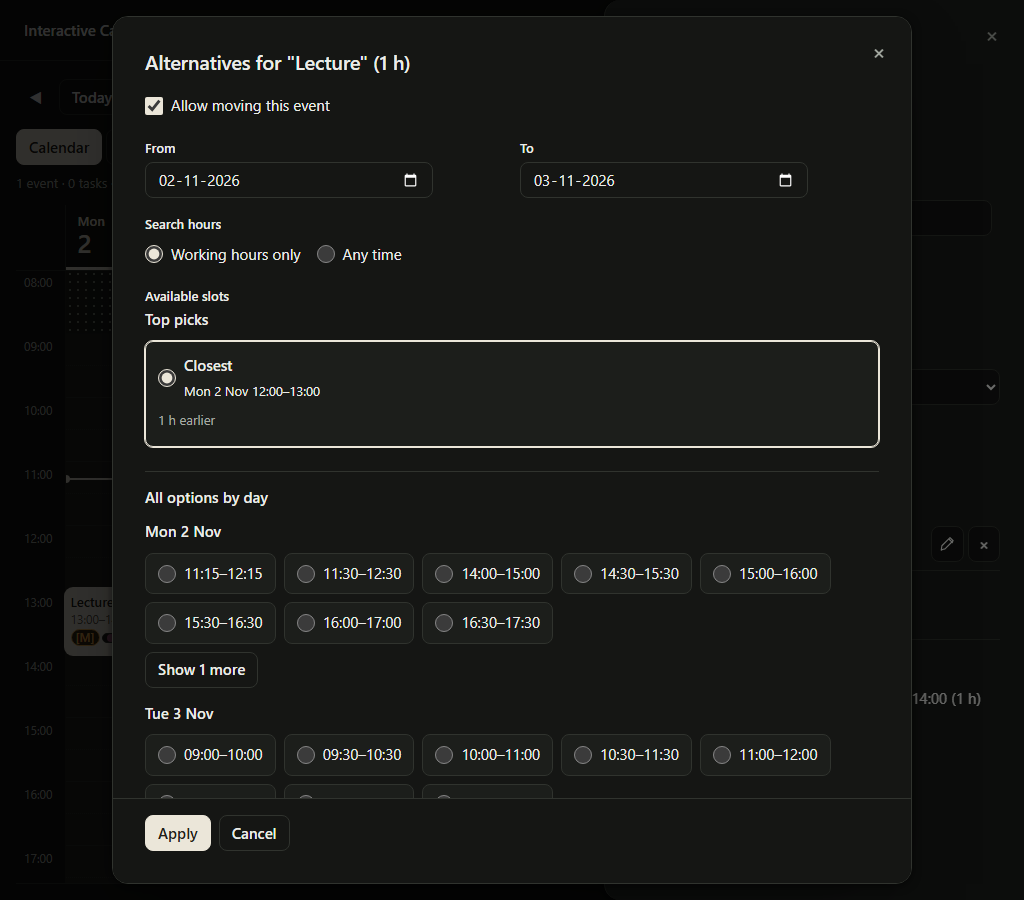 Interactive Ca
×
Alternatives for "Lecture" (1 h)
×
Allow moving this event
◀ Today
Calendar
1 event · 0 tasks
Mon
2
From
To
02-11-2026
03-11-2026
Search hours
Working hours only
Any time
Available slots
Top picks
Closest
Mon 2 Nov 12:00–13:00
1 h earlier
All options by day
Mon 2 Nov
11:15–12:15 11:30–12:30 14:00–15:00 14:30–15:30 15:00–16:00
15:30–16:30 16:00–17:00 16:30–17:30
Show 1 more
Tue 3 Nov
09:00–10:00 09:30–10:30 10:00–11:00 10:30–11:30 11:00–12:00
Apply Cancel
08:00
09:00
10:00
11:00
12:00
13:00
Lecture
13:00–1
[M]
14:00
15:00
16:00
17:00
×
14:00 (1 h)